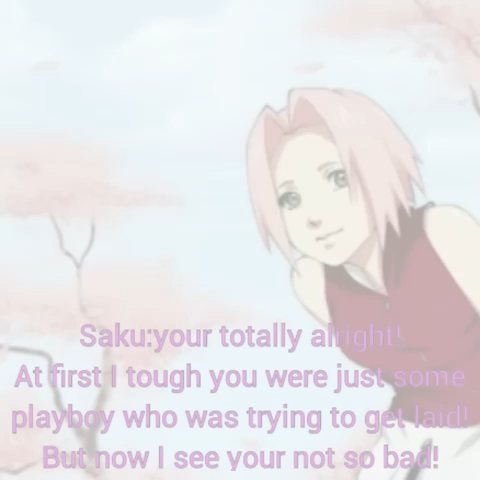 Saku:your totally alright!
At first I tough you were just some
playboy who was trying to get laid!
But now I see your not so bad!